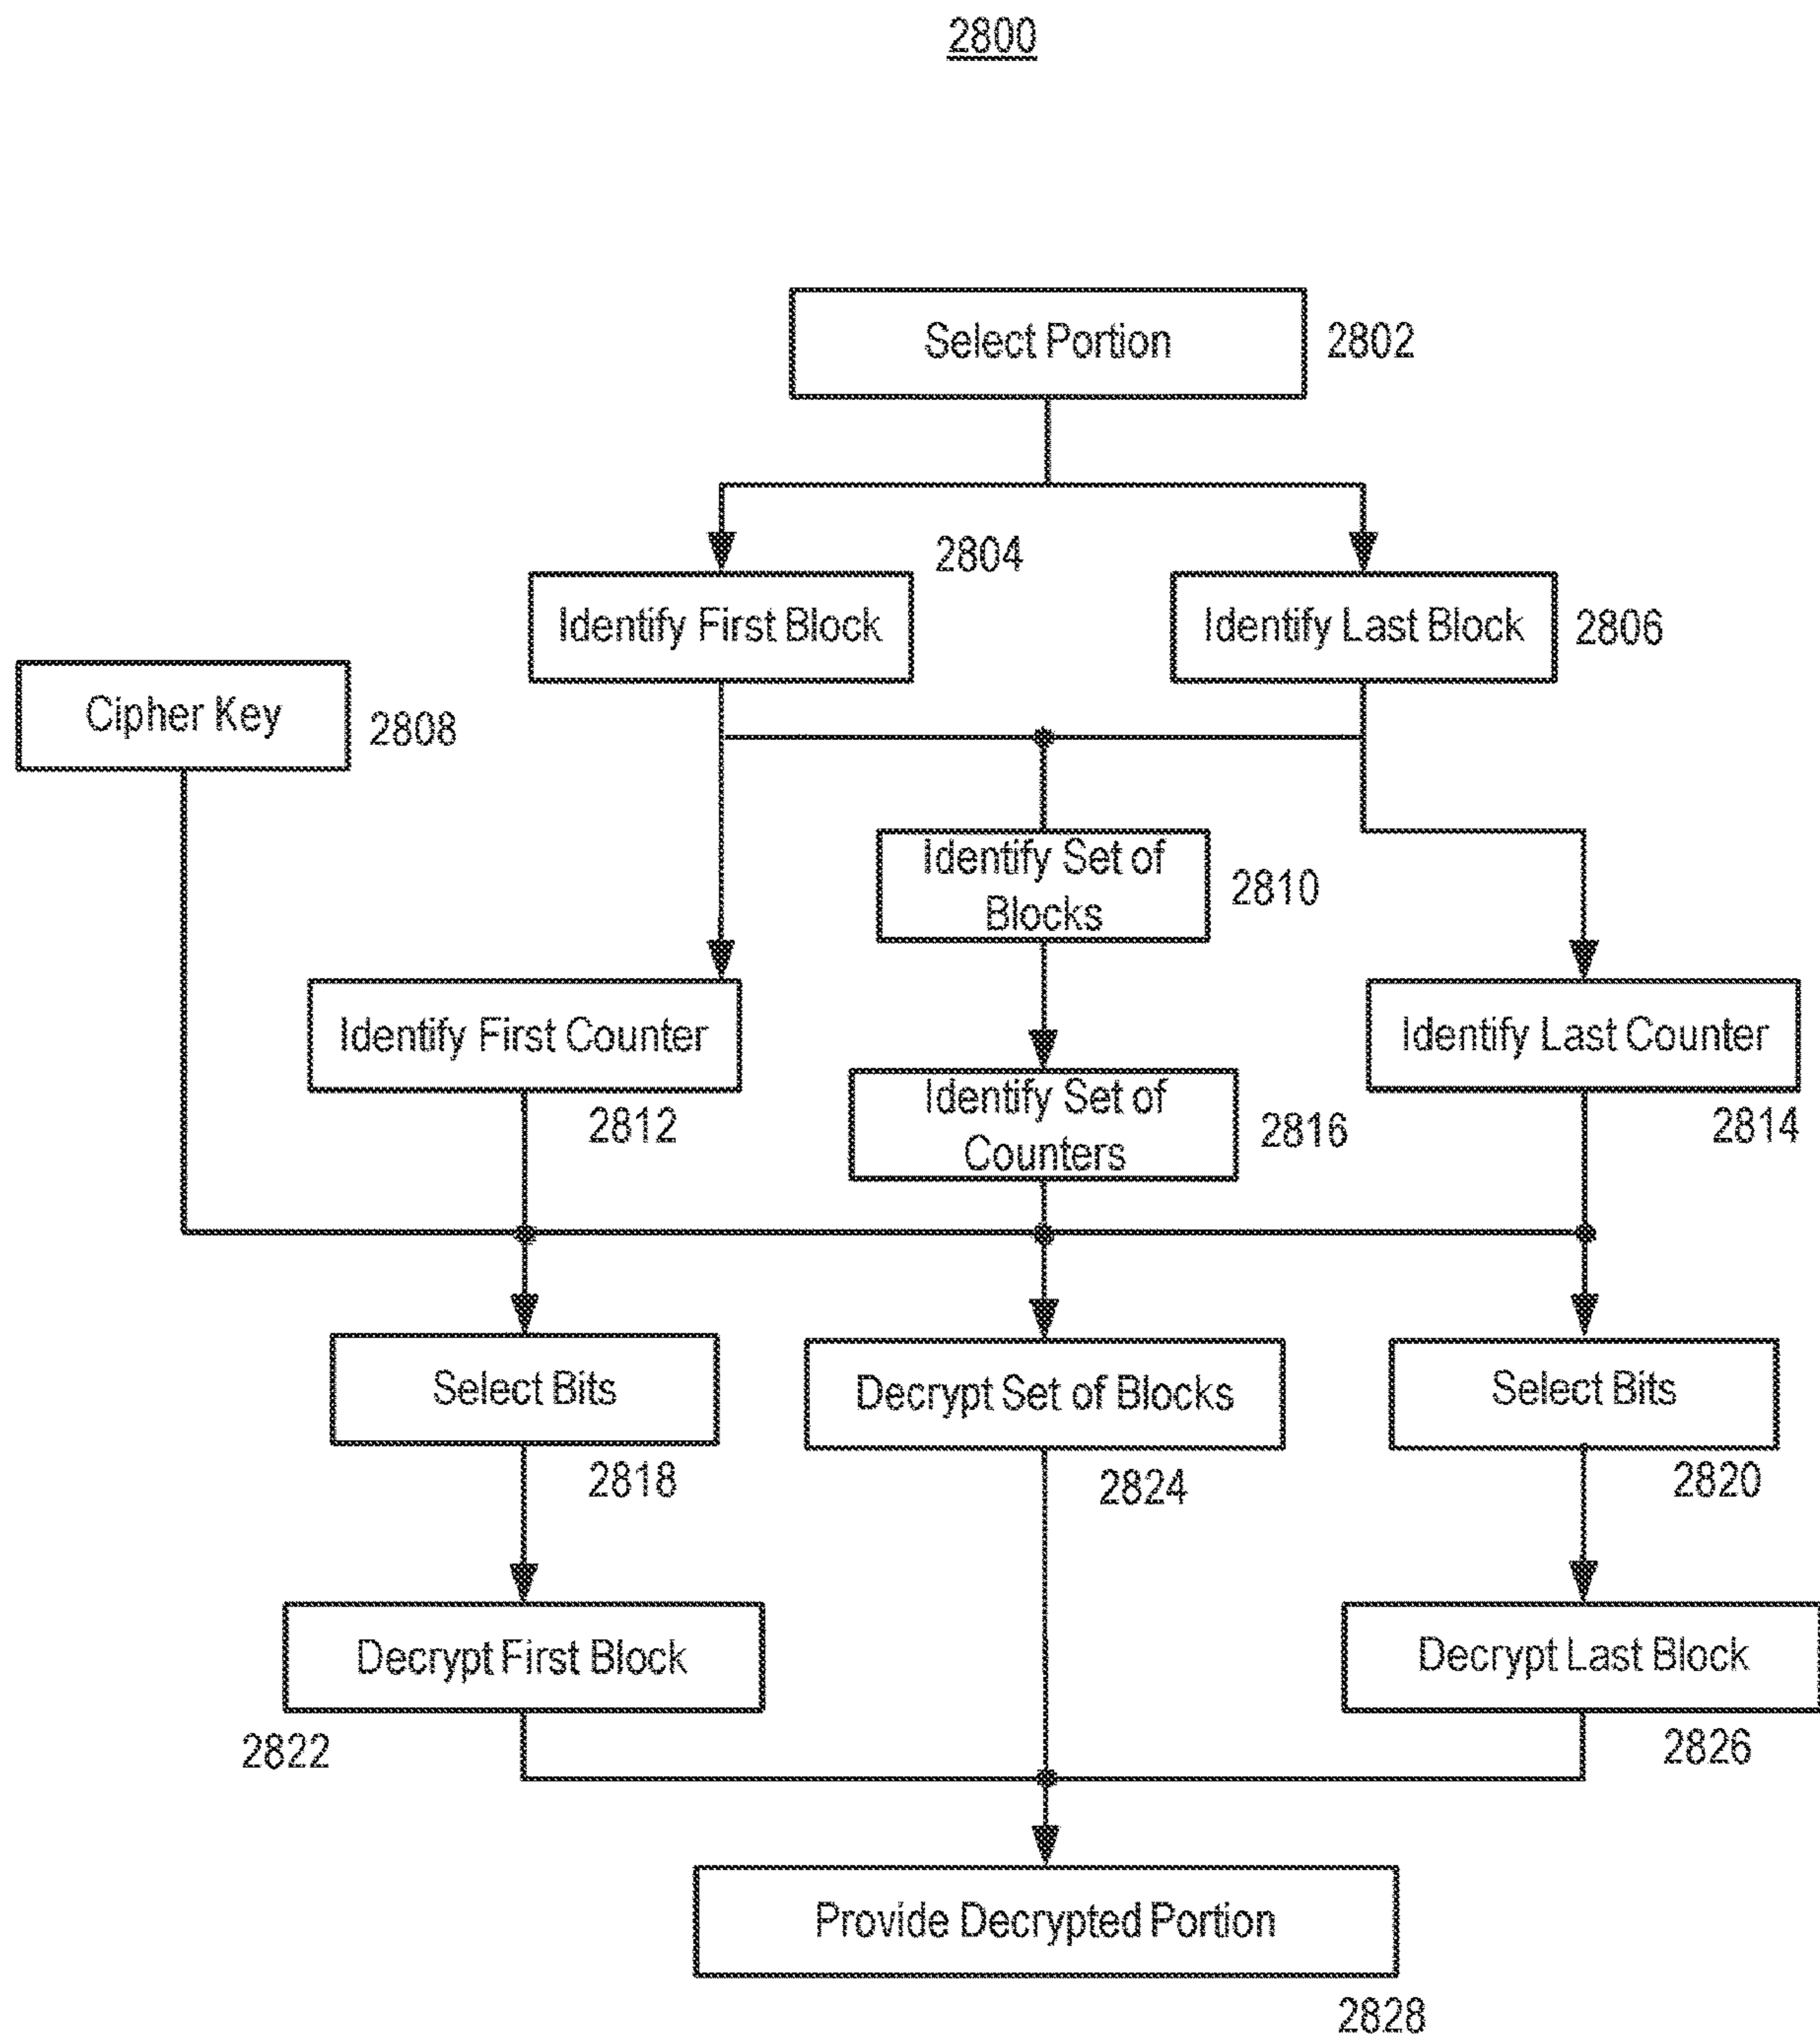 2800
Select Portion
2802
2804
Identify First Block
Identify Last Block
2806
Cipher Key
2808
Identify Set of
Blocks
2810
Identify First Counter
2812
Identify Last Counter
2814
Identify Set of
Counters
2816
Select Bits
2818
Decrypt Set of Blocks
2824
Select Bits
2820
Decrypt First Block
2822
Decrypt Last Block
2826
Provide Decrypted Portion
2828